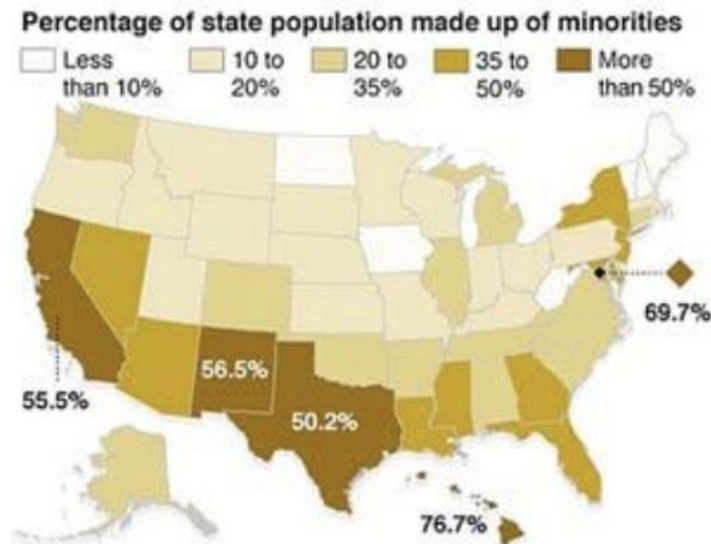 Percentage of state population made up of minorities
Less than 10%
10 to 20%
20 to 35%
35 to 50%
More than 50%
69.7%
56.5%
55.5%
50.2%
76.7%